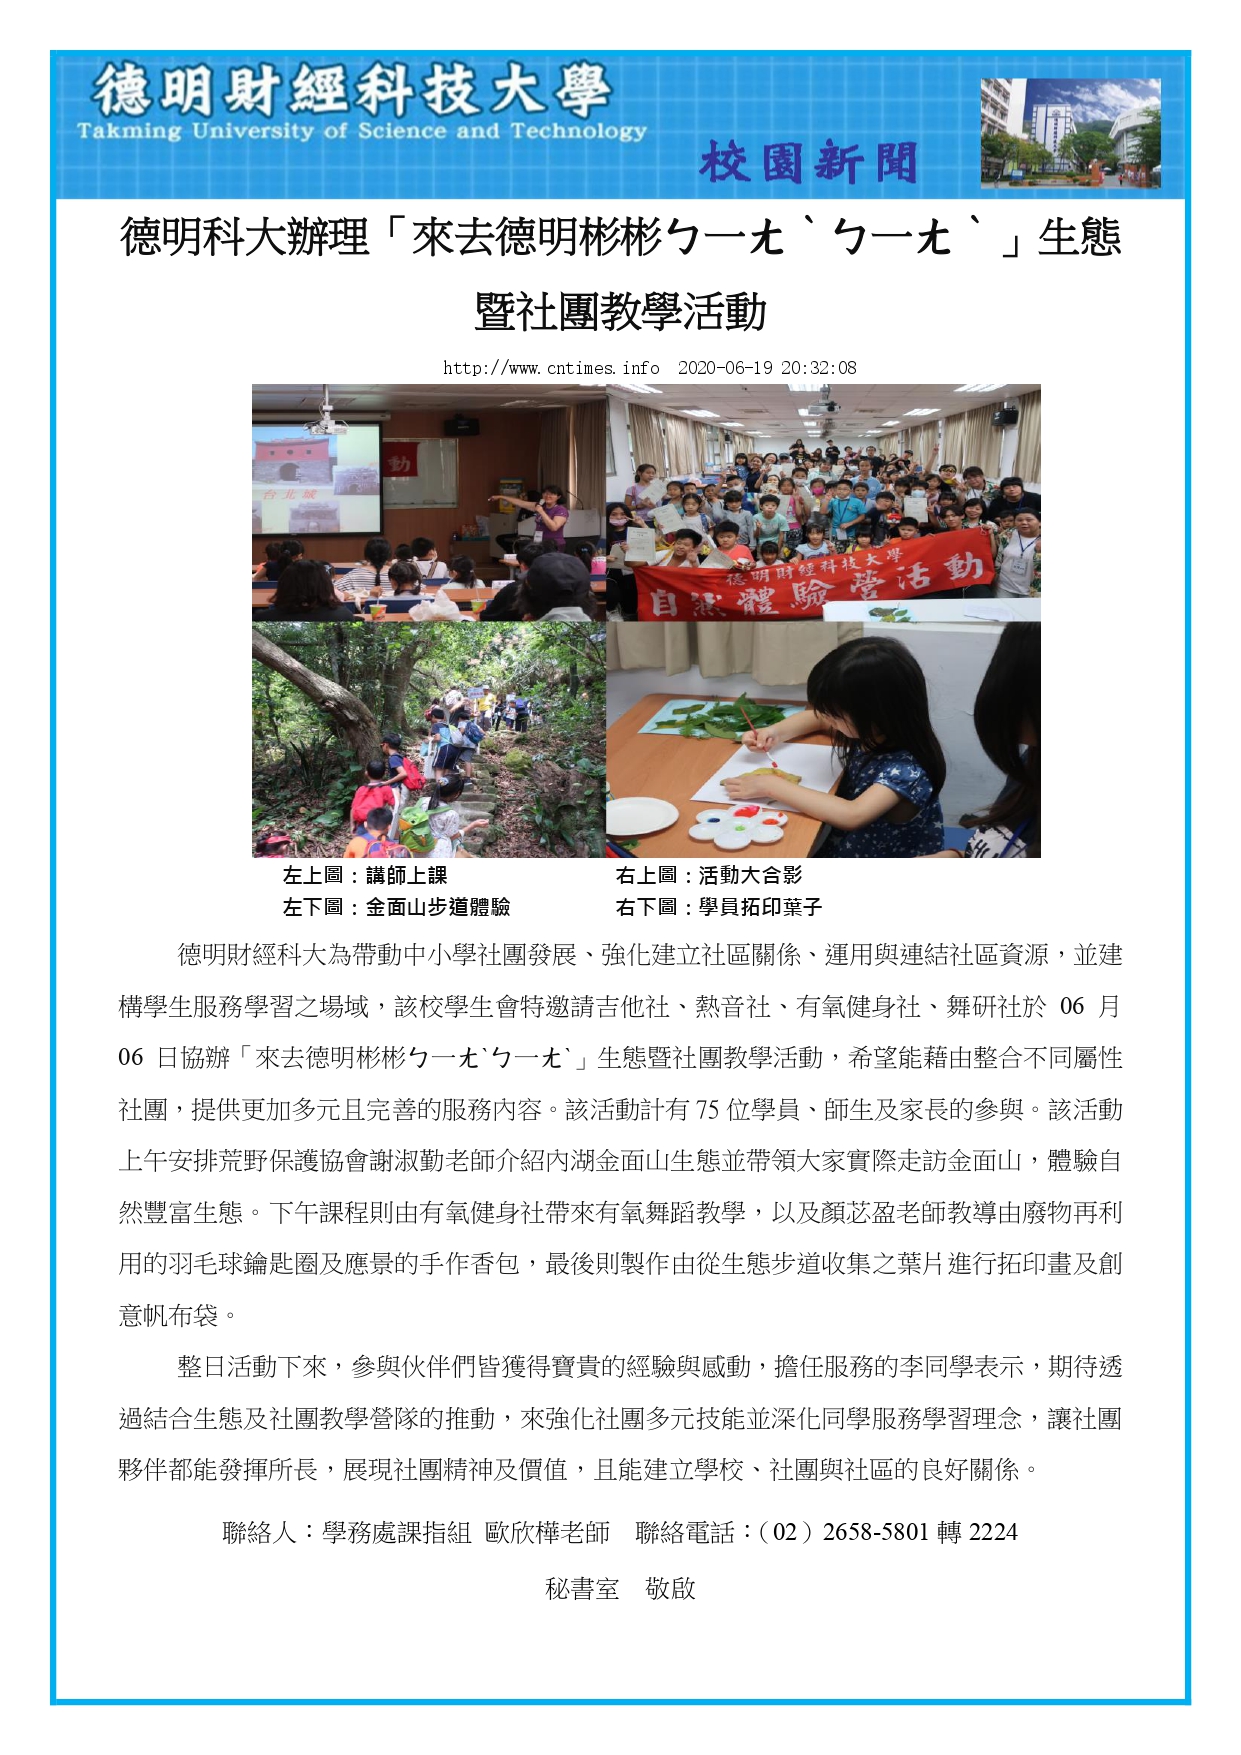 德明財經科技大學
Takming University of Science and Technology
校園新聞
德明科大辦理「來去德明彬彬ㄅㄧㄤˋㄅㄧㄤˋ」生態
暨社團教學活動
http://www.cntimes.info 2020-06-19 20:32:08
動
台北城
德明財經科技大學
自然體驗營活動
左上圖：講師上課 右上圖：活動大合影
左下圖：金面山步道體驗 右下圖：學員拓印葉子
德明財經科大為帶動中小學社團發展、強化建立社區關係、運用與連結社區資源，並建
構學生服務學習之場域，該校學生會特邀請吉他社、熱音社、有氧健身社、舞研社於 06 月
06 日協辦「來去德明彬彬ㄅㄧㄤˋㄅㄧㄤˋ」生態暨社團教學活動，希望能藉由整合不同屬性
社團，提供更加多元且完善的服務內容。該活動計有 75 位學員、師生及家長的參與。該活動
上午安排荒野保護協會謝淑勤老師介紹內湖金面山生態並帶領大家實際走訪金面山，體驗自
然豐富生態。下午課程則由有氧健身社帶來有氧舞蹈教學，以及顏苾盈老師教導由廢物再利
用的羽毛球鑰匙圈及應景的手作香包，最後則製作由從生態步道收集之葉片進行拓印畫及創
意帆布袋。
整日活動下來，參與伙伴們皆獲得寶貴的經驗與感動，擔任服務的李同學表示，期待透
過結合生態及社團教學營隊的推動，來強化社團多元技能並深化同學服務學習理念，讓社團
夥伴都能發揮所長，展現社團精神及價值，且能建立學校、社團與社區的良好關係。
聯絡人：學務處課指組 歐欣樺老師 聯絡電話：（02）2658-5801 轉 2224
秘書室 敬啟